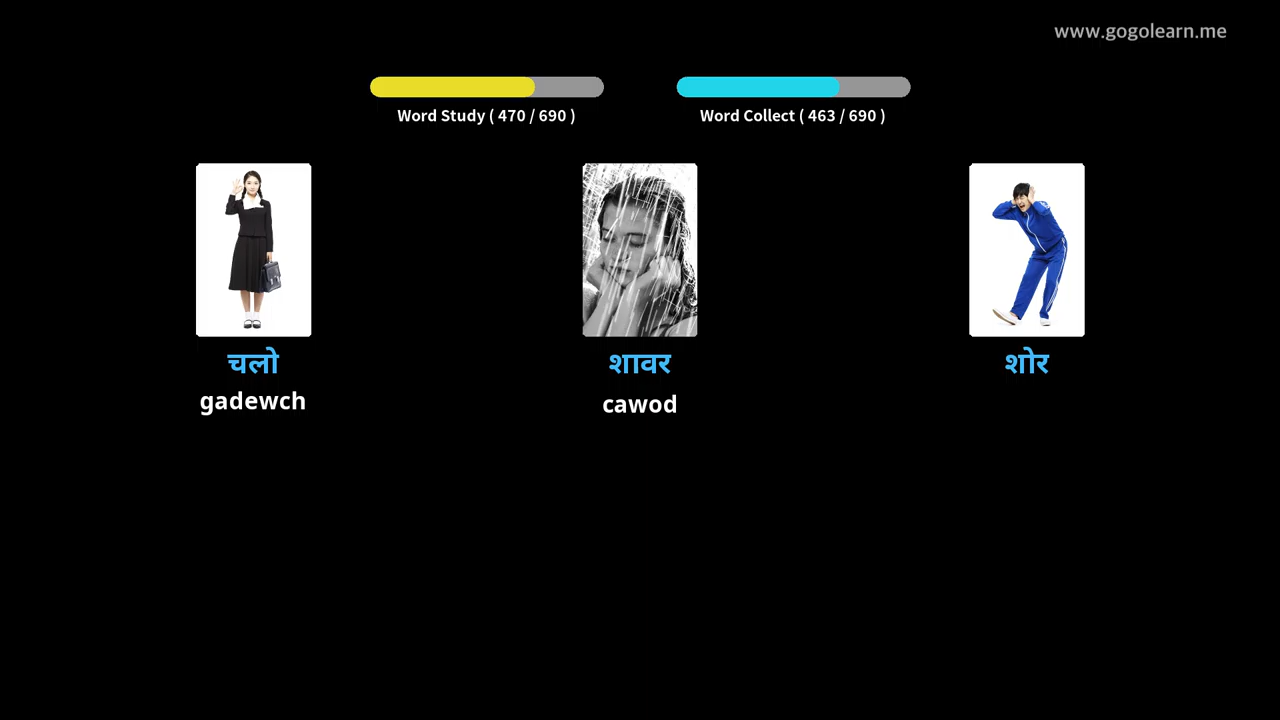 www.gogolearn.me
Word Study ( 470 / 690 )
Word Collect ( 463 / 690 )
चलो
शावर
शोर
gadewch
cawod